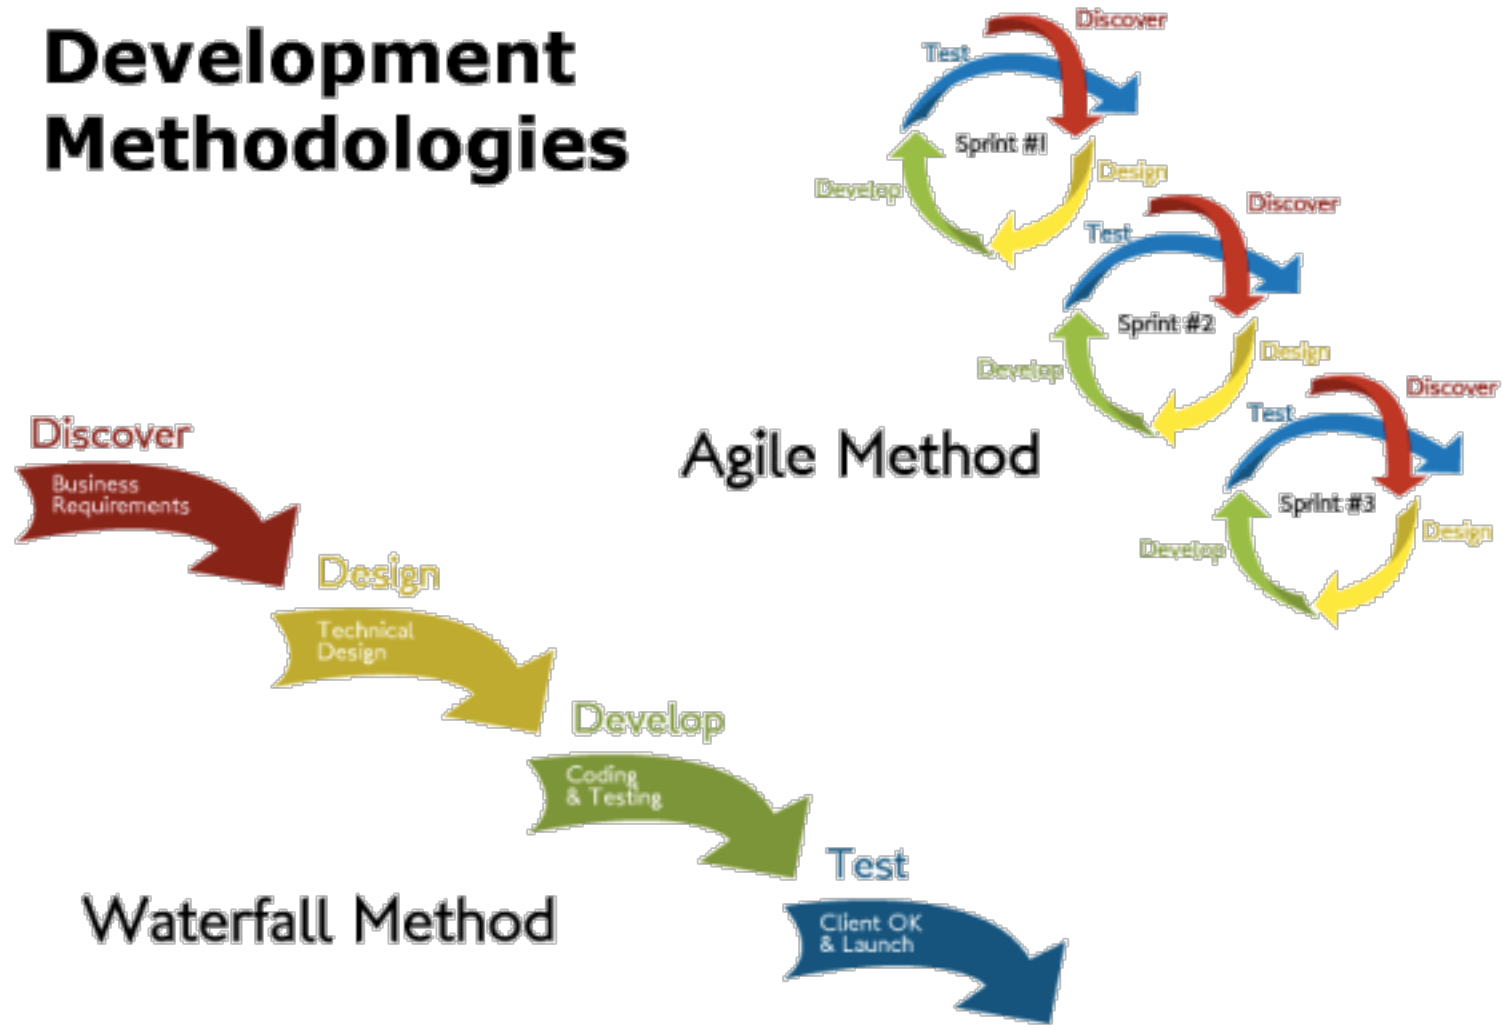 Development
Methodologies
Discover
Test
Sprint #1
Design
Develop
Discover
Test
Sprint #2
Design
Develop
Discover
Test
Sprint #3
Design
Develop
Agile Method
Discover
Business
Requirements
Design
Technical
Design
Develop
Coding
& Testing
Test
Client OK
& Launch
Waterfall Method